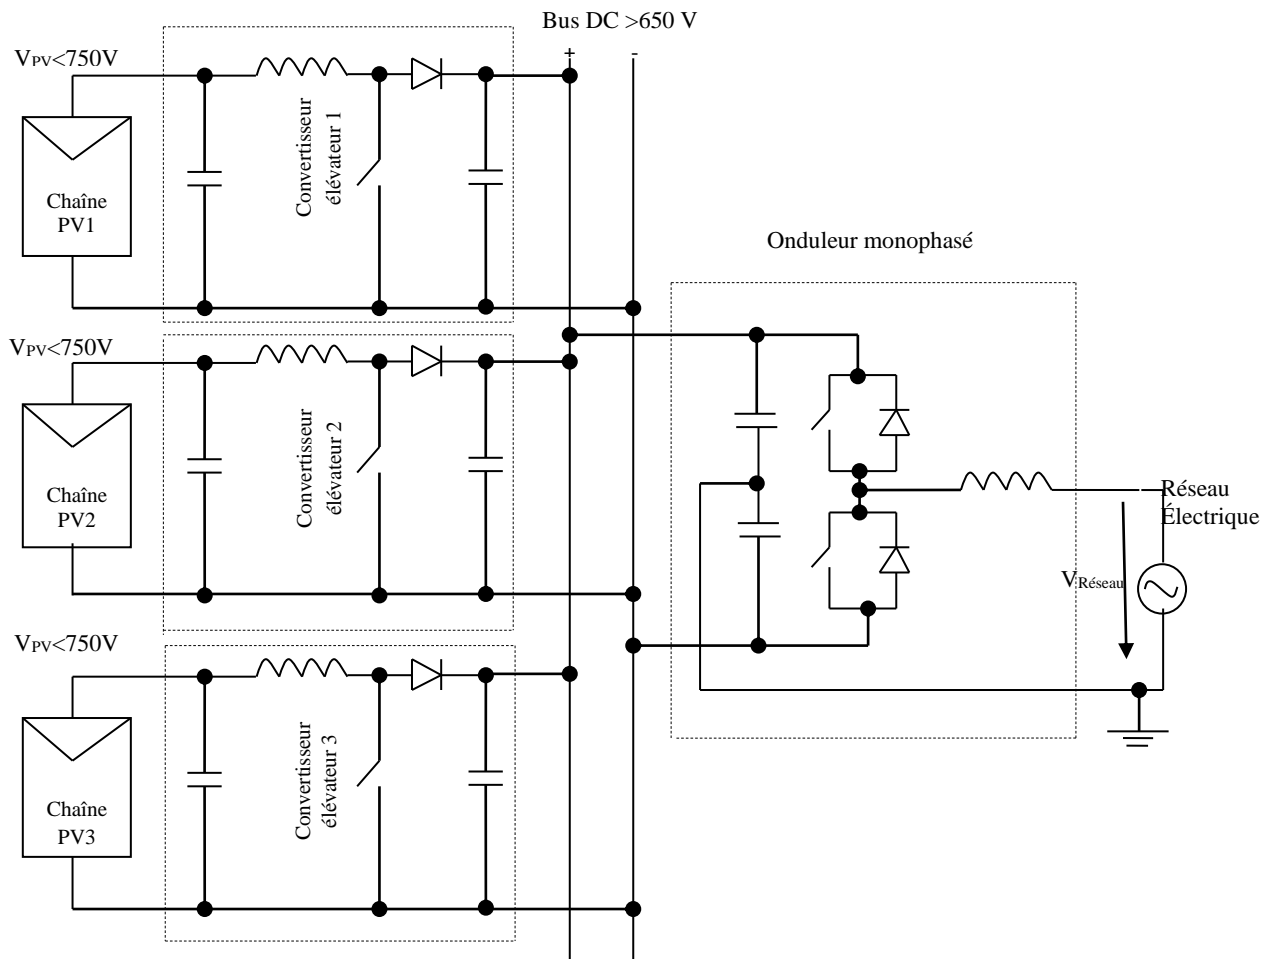 Bus DC >650 V
+
-
VPV<750V
Chaîne
PV1
Convertisseur
élévateur 1
Onduleur monophasé
VPV<750V
Chaîne
PV2
Convertisseur
élévateur 2
Réseau
Électrique
VRéseau
VPV<750V
Chaîne
PV3
Convertisseur
élévateur 3